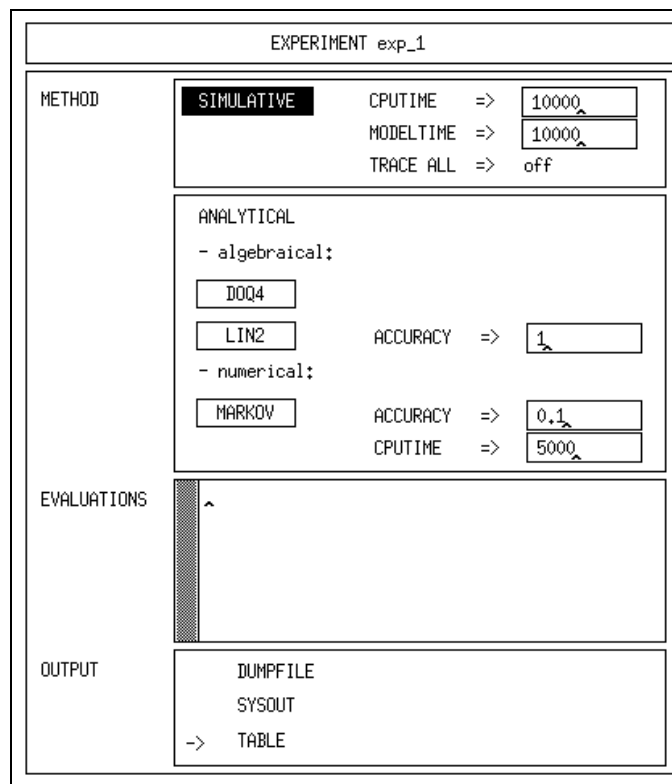 EXPERIMENT exp_1
METHOD SIMULATIVE CPUTIME => 10000
MODELTIME => 10000
TRACE ALL => off
ANALYTICAL
- algebraical:
DOQ4
LIN2 ACCURACY => 1
- numerical:
MARKOV ACCURACY => 0.1
CPUTIME => 5000
EVALUATIONS
OUTPUT DUMPFILE
SYSOUT
-> TABLE